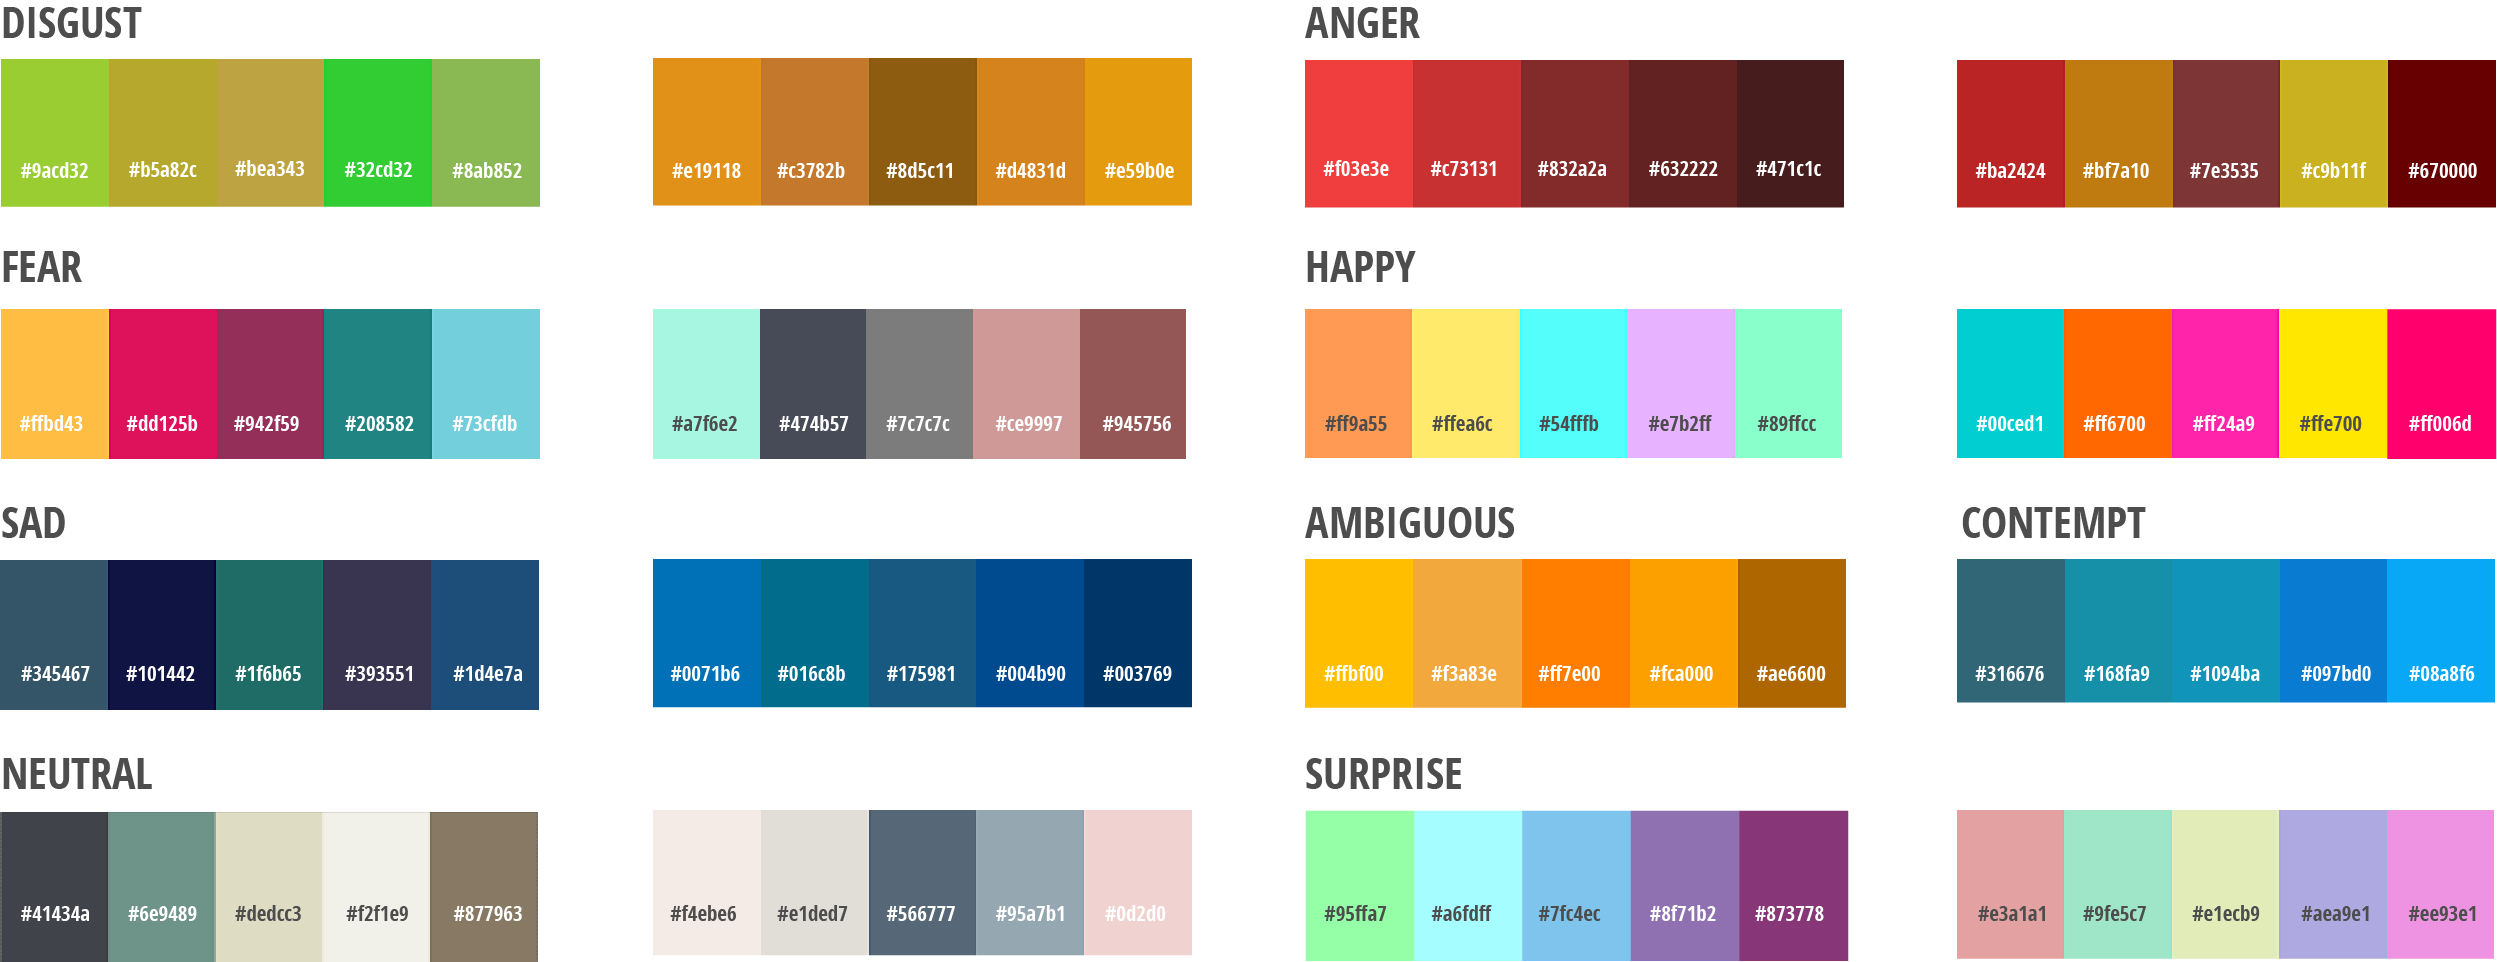 DISGUST
#9acd32 #b5a82c #bea343 #32cd32 #8ab852
#e19118 #c3782b #8d5c11 #d4831d #e59b0e
ANGER
#f03e3e #c73131 #832a2a #632222 #471c1c
#ba2424 #bf7a10 #7e3535 #c9b11f #670000
FEAR
#ffbd43 #dd125b #942f59 #208582 #73cfdb
#a7f6e2 #474b57 #7c7c7c #ce9997 #945756
HAPPY
#ff9a55 #ffea6c #54fffb #e7b2ff #89ffcc
#00ced1 #ff6700 #ff24a9 #ffe700 #ff006d
SAD
#345467 #101442 #1f6b65 #393551 #1d4e7a
#0071b6 #016c8b #175981 #004b90 #003769
AMBIGUOUS
#ffbf00 #f3a83e #ff7e00 #fca000 #ae6600
CONTEMPT
#316676 #168fa9 #1094ba #097bd0 #08a8f6
NEUTRAL
#41434a #6e9489 #dedcc3 #f2f1e9 #877963
#f4ebe6 #e1ded7 #566777 #95a7b1 #0d2d0
SURPRISE
#95ffa7 #a6fdff #7fc4ec #8f71b2 #873778
#e3a1a1 #9fe5c7 #e1ecb9 #aea9e1 #ee93e1